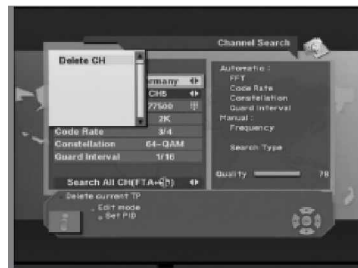 Channel Search
Delete CH
Automatic :
FFT
Code Rate
Constellation
Guard Interval
Manual :
Frequency
Search Type
CH5
27500
2K
Code Rate 3/4
Constellation 64-QAM
Guard Interval 1/16
Search All CH(FTA+
Quality 78
Delete current TP
Edit mode
Set PID